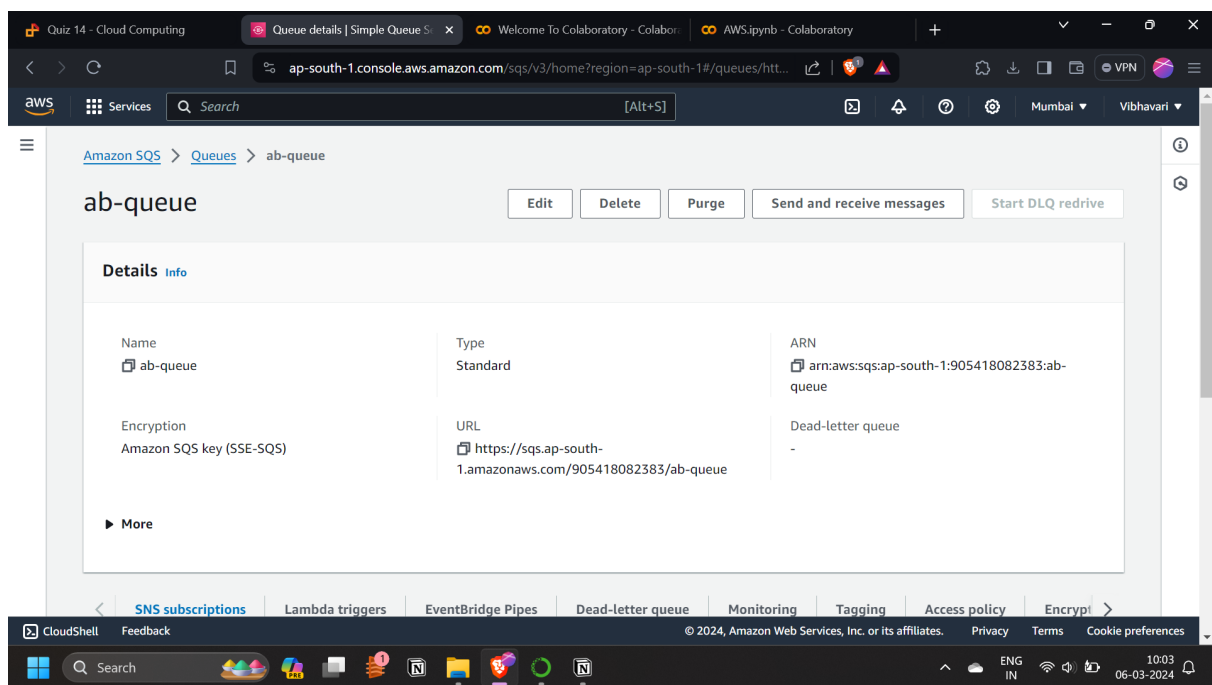 Quiz 14 - Cloud Computing
Queue details | Simple Queue Se
Welcome To Colaboratory - Colabora
AWS.ipynb - Colaboratory
ap-south-1.console.aws.amazon.com/sqs/v3/home?region=ap-south-1#/queues/htt...
VPN
aws
Services
Search
[Alt+S]
Mumbai
Vibhavari
Amazon SQS > Queues > ab-queue
ab-queue
Edit
Delete
Purge
Send and receive messages
Start DLQ redrive
Details Info
Name
ab-queue
Type
Standard
ARN
arn:aws:sqs:ap-south-1:905418082383:ab-
queue
Encryption
Amazon SQS key (SSE-SQS)
URL
https://sqs.ap-south-
1.amazonaws.com/905418082383/ab-queue
Dead-letter queue
-
More
SNS subscriptions
Lambda triggers
EventBridge Pipes
Dead-letter queue
Monitoring
Tagging
Access policy
Encrypt
CloudShell
Feedback
© 2024, Amazon Web Services, Inc. or its affiliates.
Privacy
Terms
Cookie preferences
Search
PRE
1
ENG
IN
10:03
06-03-2024